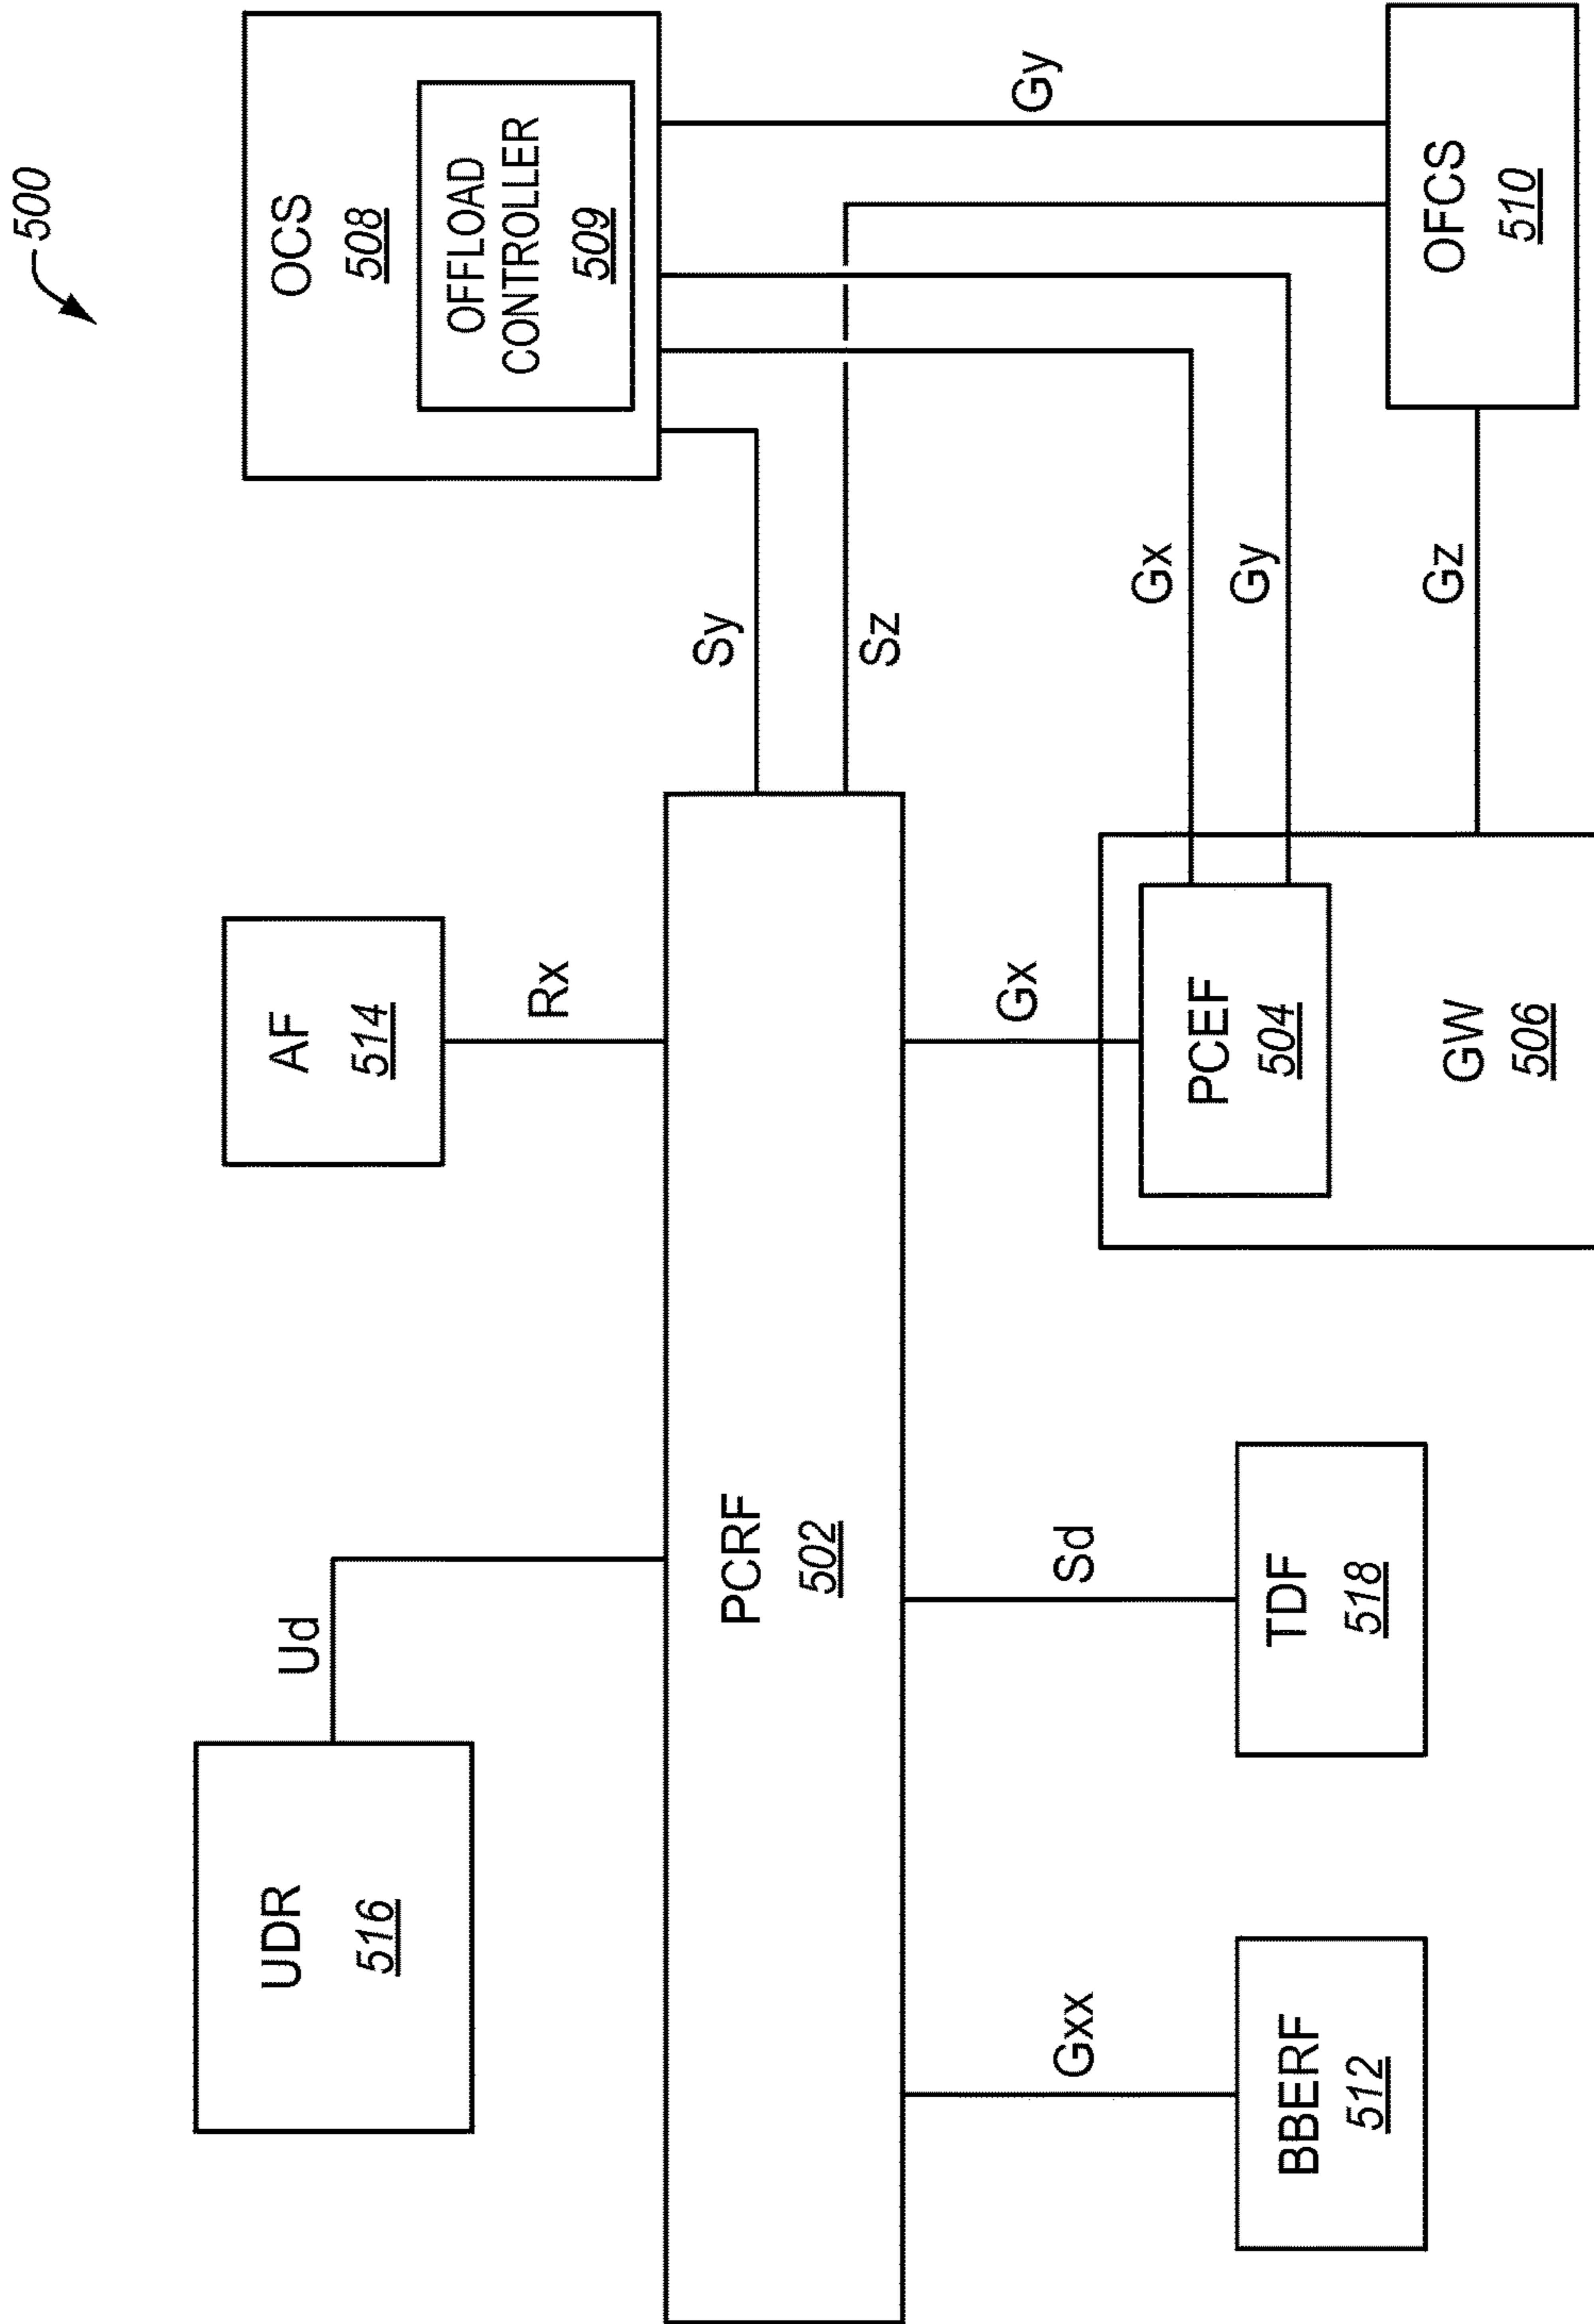 500
UDR
516
Ud
AF
514
Rx
OCS
508
OFFLOAD
CONTROLLER
509
PCRF
502
Sy
Sz
Gy
Gxx
Sd
Gx
Gx
Gy
BBERF
512
TDF
518
PCEF
504
GW
506
Gz
OFCS
510